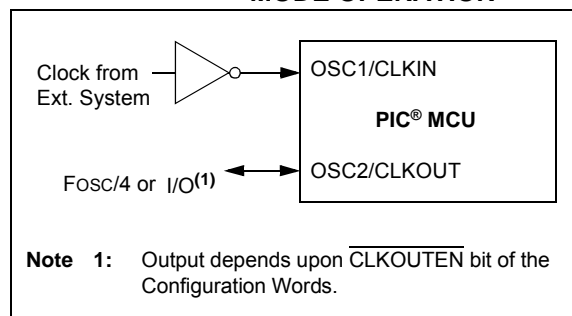 MODE OPERATION
Clock from
Ext. System
OSC1/CLKIN
PIC® MCU
FOSC/4 or I/O(1)
OSC2/CLKOUT
Note 1: Output depends upon CLKOUTEN bit of the
Configuration Words.